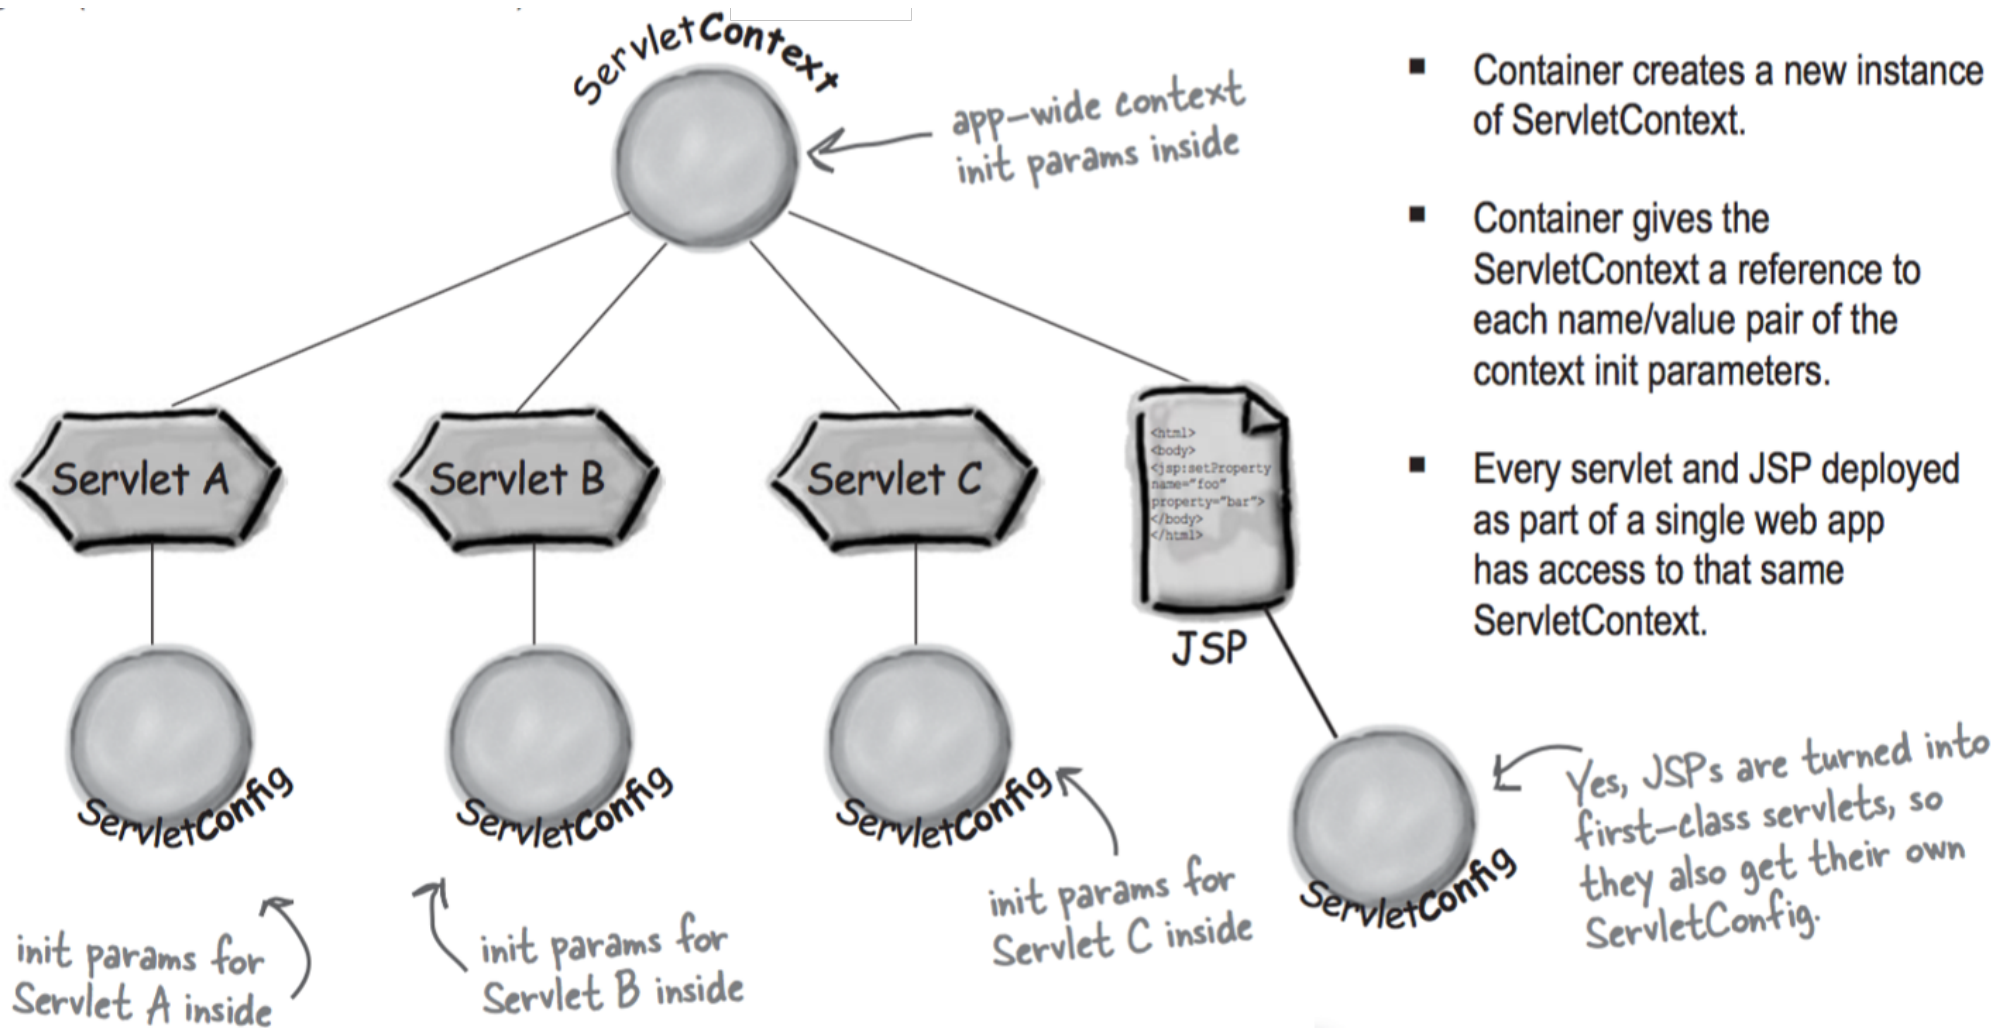 ServletContext
app-wide context
init params inside
Servlet A
Servlet B
Servlet C
<html>
<body>
<jsp:setProperty
name="foo"
property="bar">
</body>
</html>
JSP
ServletConfig
ServletConfig
ServletConfig
ServletConfig
init params for
Servlet A inside
init params for
Servlet B inside
init params for
Servlet C inside
Yes, JSPs are turned into
first-class servlets, so
they also get their own
ServletConfig.
▪ Container creates a new instance
of ServletContext.
▪ Container gives the
ServletContext a reference to
each name/value pair of the
context init parameters.
▪ Every servlet and JSP deployed
as part of a single web app
has access to that same
ServletContext.